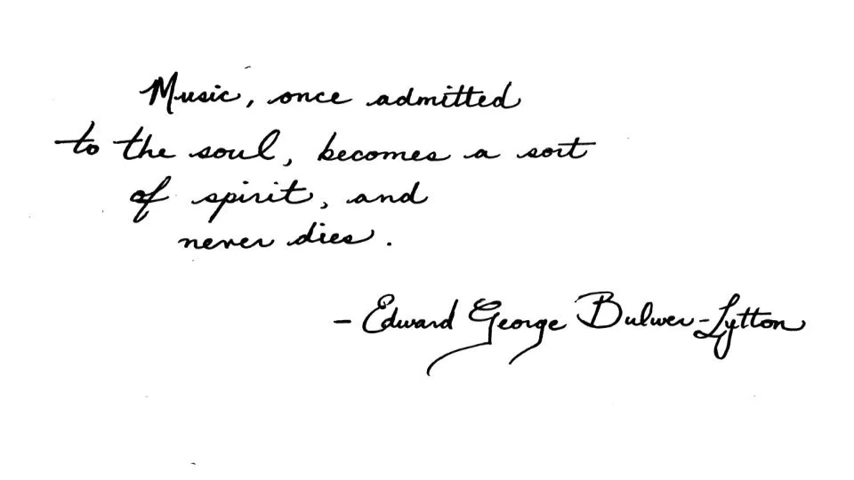 Music, once admitted
to the soul, becomes a sort
of spirit, and
never dies.
- Edward George Bulwer-Lytton